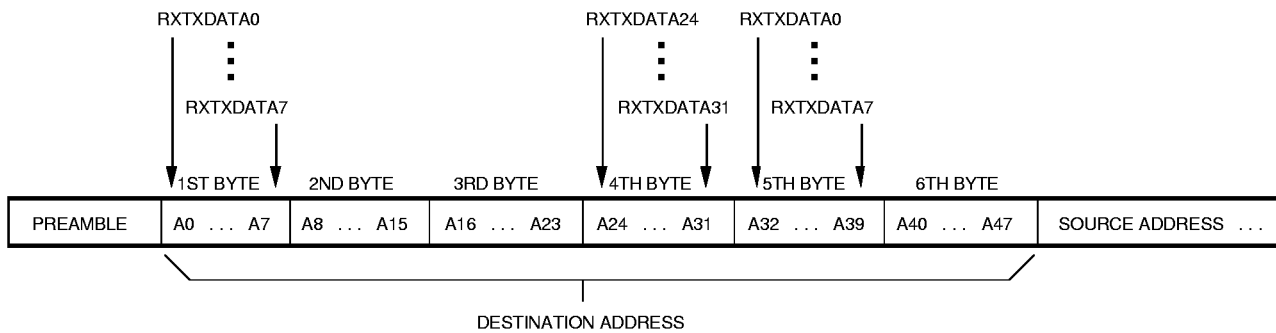 RXTXDATA0 RXTXDATA24 RXTXDATA0
RXTXDATA7 RXTXDATA31 RXTXDATA7
1ST BYTE 2ND BYTE 3RD BYTE 4TH BYTE 5TH BYTE 6TH BYTE
PREAMBLE A0 ... A7 A8 ... A15 A16 ... A23 A24 ... A31 A32 ... A39 A40 ... A47 SOURCE ADDRESS ...
DESTINATION ADDRESS